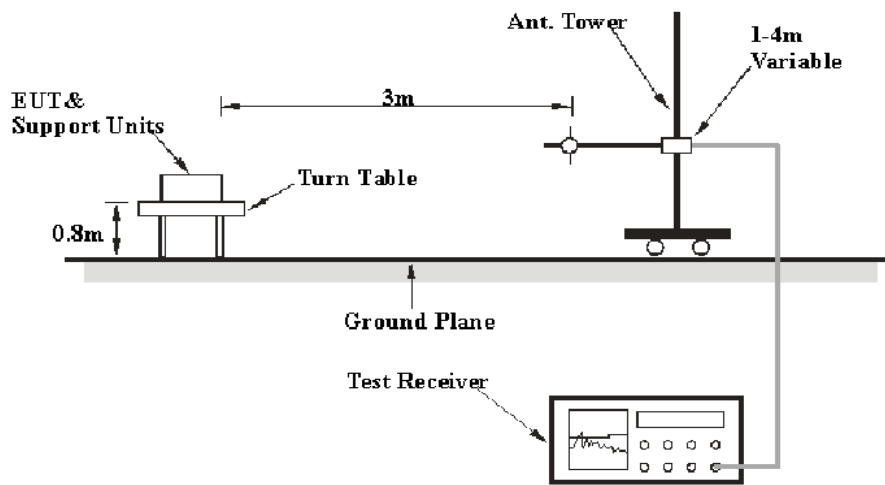 Ant. Tower
1-4m
Variable
3m
EUT &
Support Units
Turn Table
0.8m
Ground Plane
Test Receiver